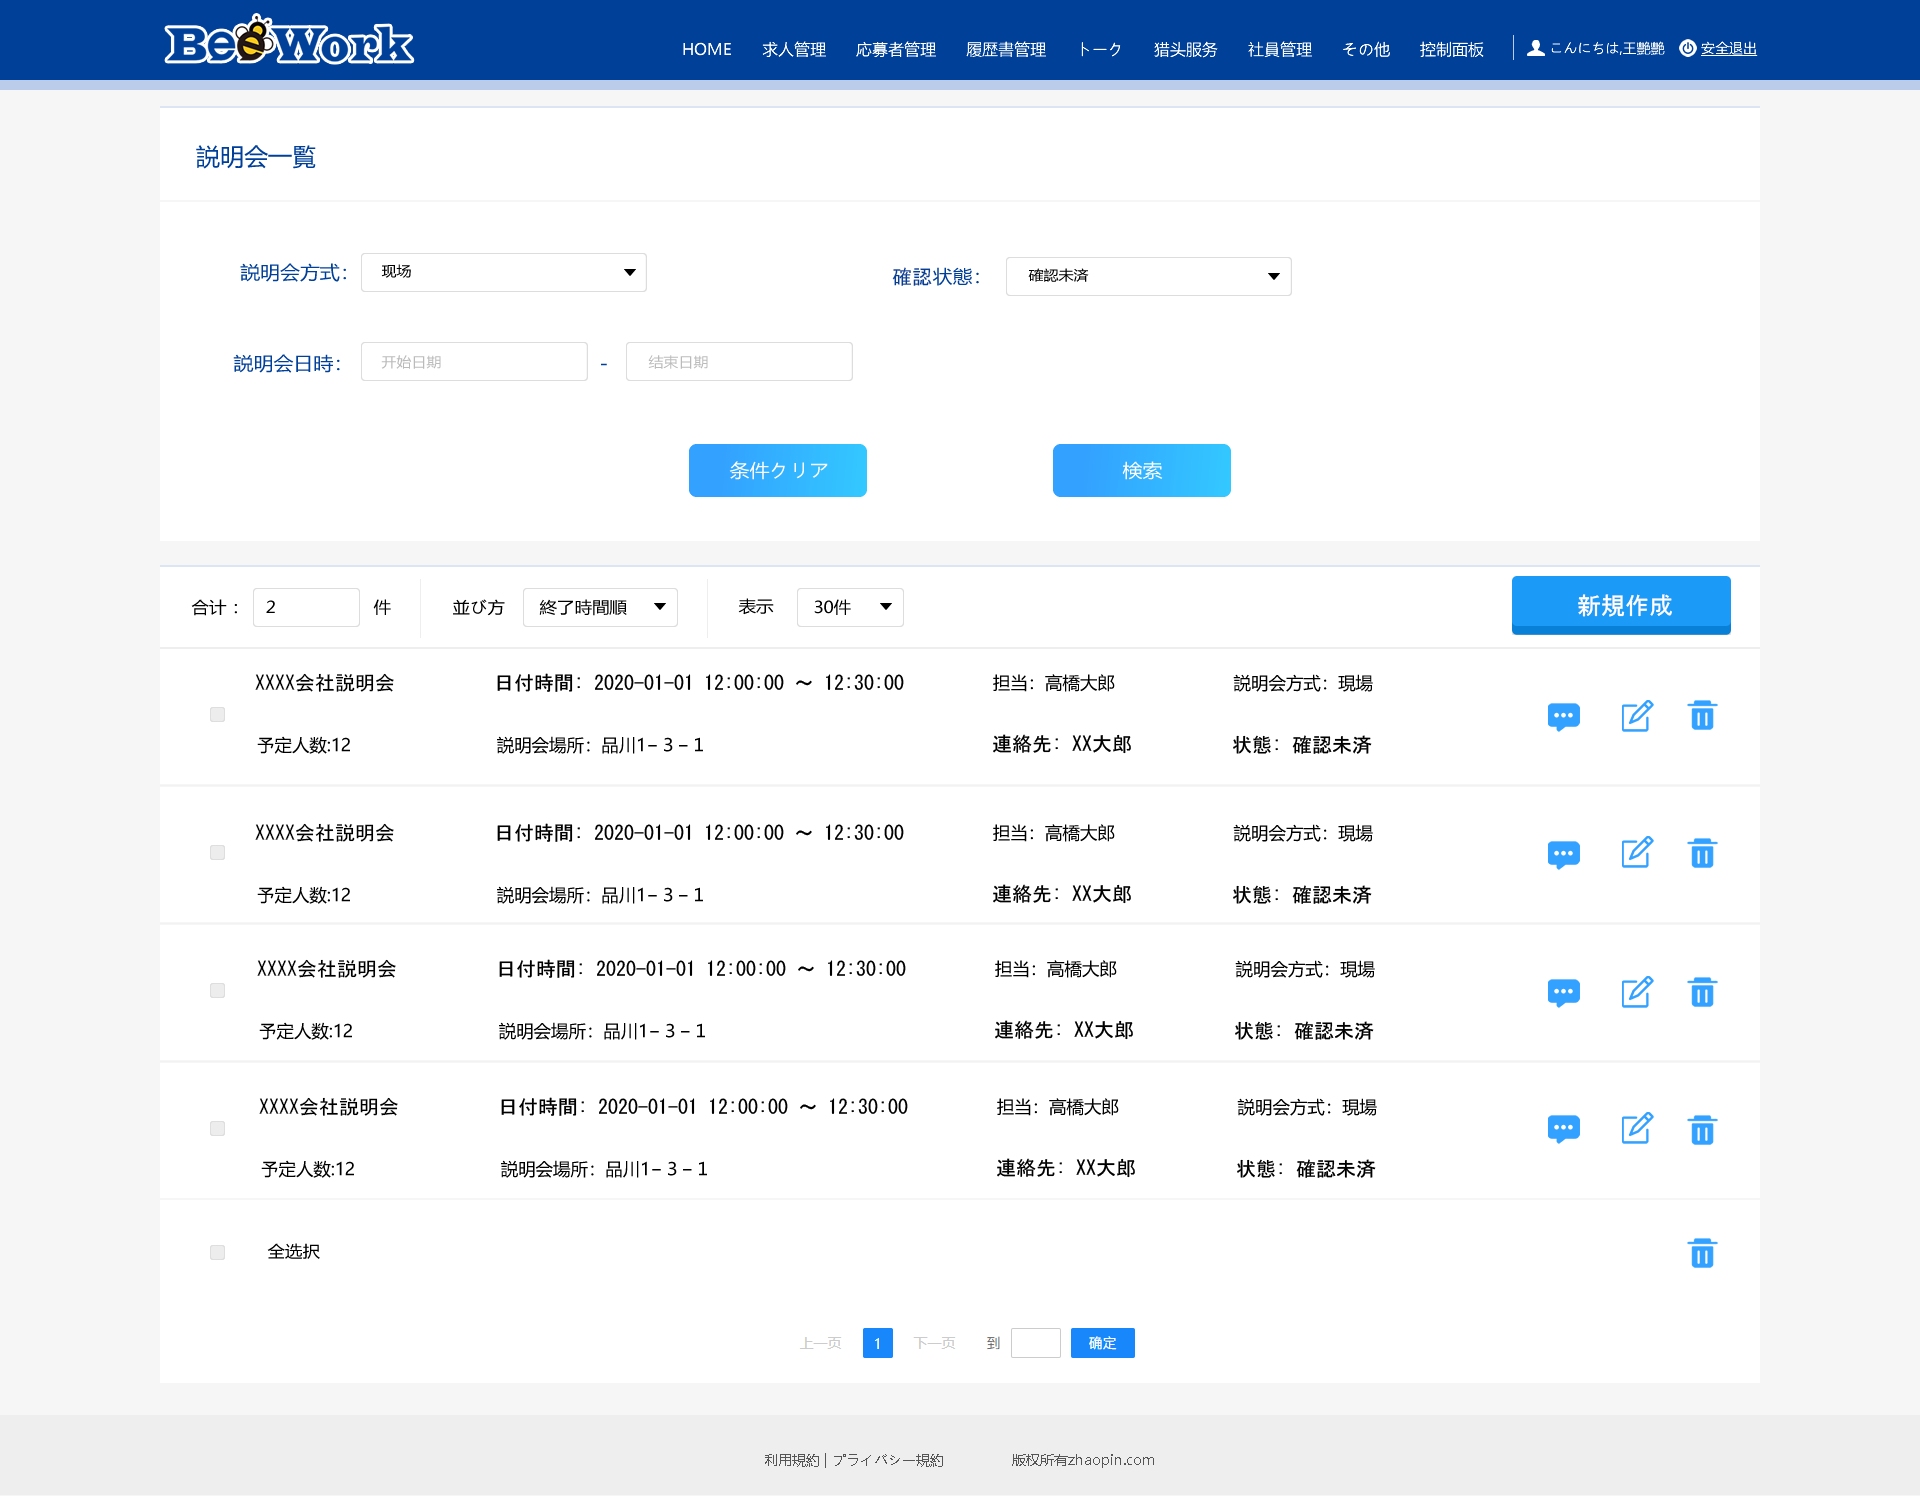 BeeWork
HOME 求人管理 応募者管理 履歴書管理 トーク 猎头服务 社員管理 その他 控制面板 こんにちは,王艶艶 安全退出
説明会一覧
説明会方式： 现场 確認状態： 確認未済
説明会日時： 开始日期 - 结束日期
条件クリア 検索
合计： 2 件 並び方 終了時間順 表示 30件 新規作成
XXXX会社説明会 日付時間：2020-01-01 12:00:00 ～ 12:30:00 担当：高橋大郎 説明会方式：現場
予定人数:12 説明会場所：品川1－3－1 連絡先：XX大郎 状態：確認未済
XXXX会社説明会 日付時間：2020-01-01 12:00:00 ～ 12:30:00 担当：高橋大郎 説明会方式：現場
予定人数:12 説明会場所：品川1－3－1 連絡先：XX大郎 状態：確認未済
XXXX会社説明会 日付時間：2020-01-01 12:00:00 ～ 12:30:00 担当：高橋大郎 説明会方式：現場
予定人数:12 説明会場所：品川1－3－1 連絡先：XX大郎 状態：確認未済
XXXX会社説明会 日付時間：2020-01-01 12:00:00 ～ 12:30:00 担当：高橋大郎 説明会方式：現場
予定人数:12 説明会場所：品川1－3－1 連絡先：XX大郎 状態：確認未済
全选択
上一页 1 下一页 到 确定
利用規約 | プライバシー規約 版权所有zhaopin.com